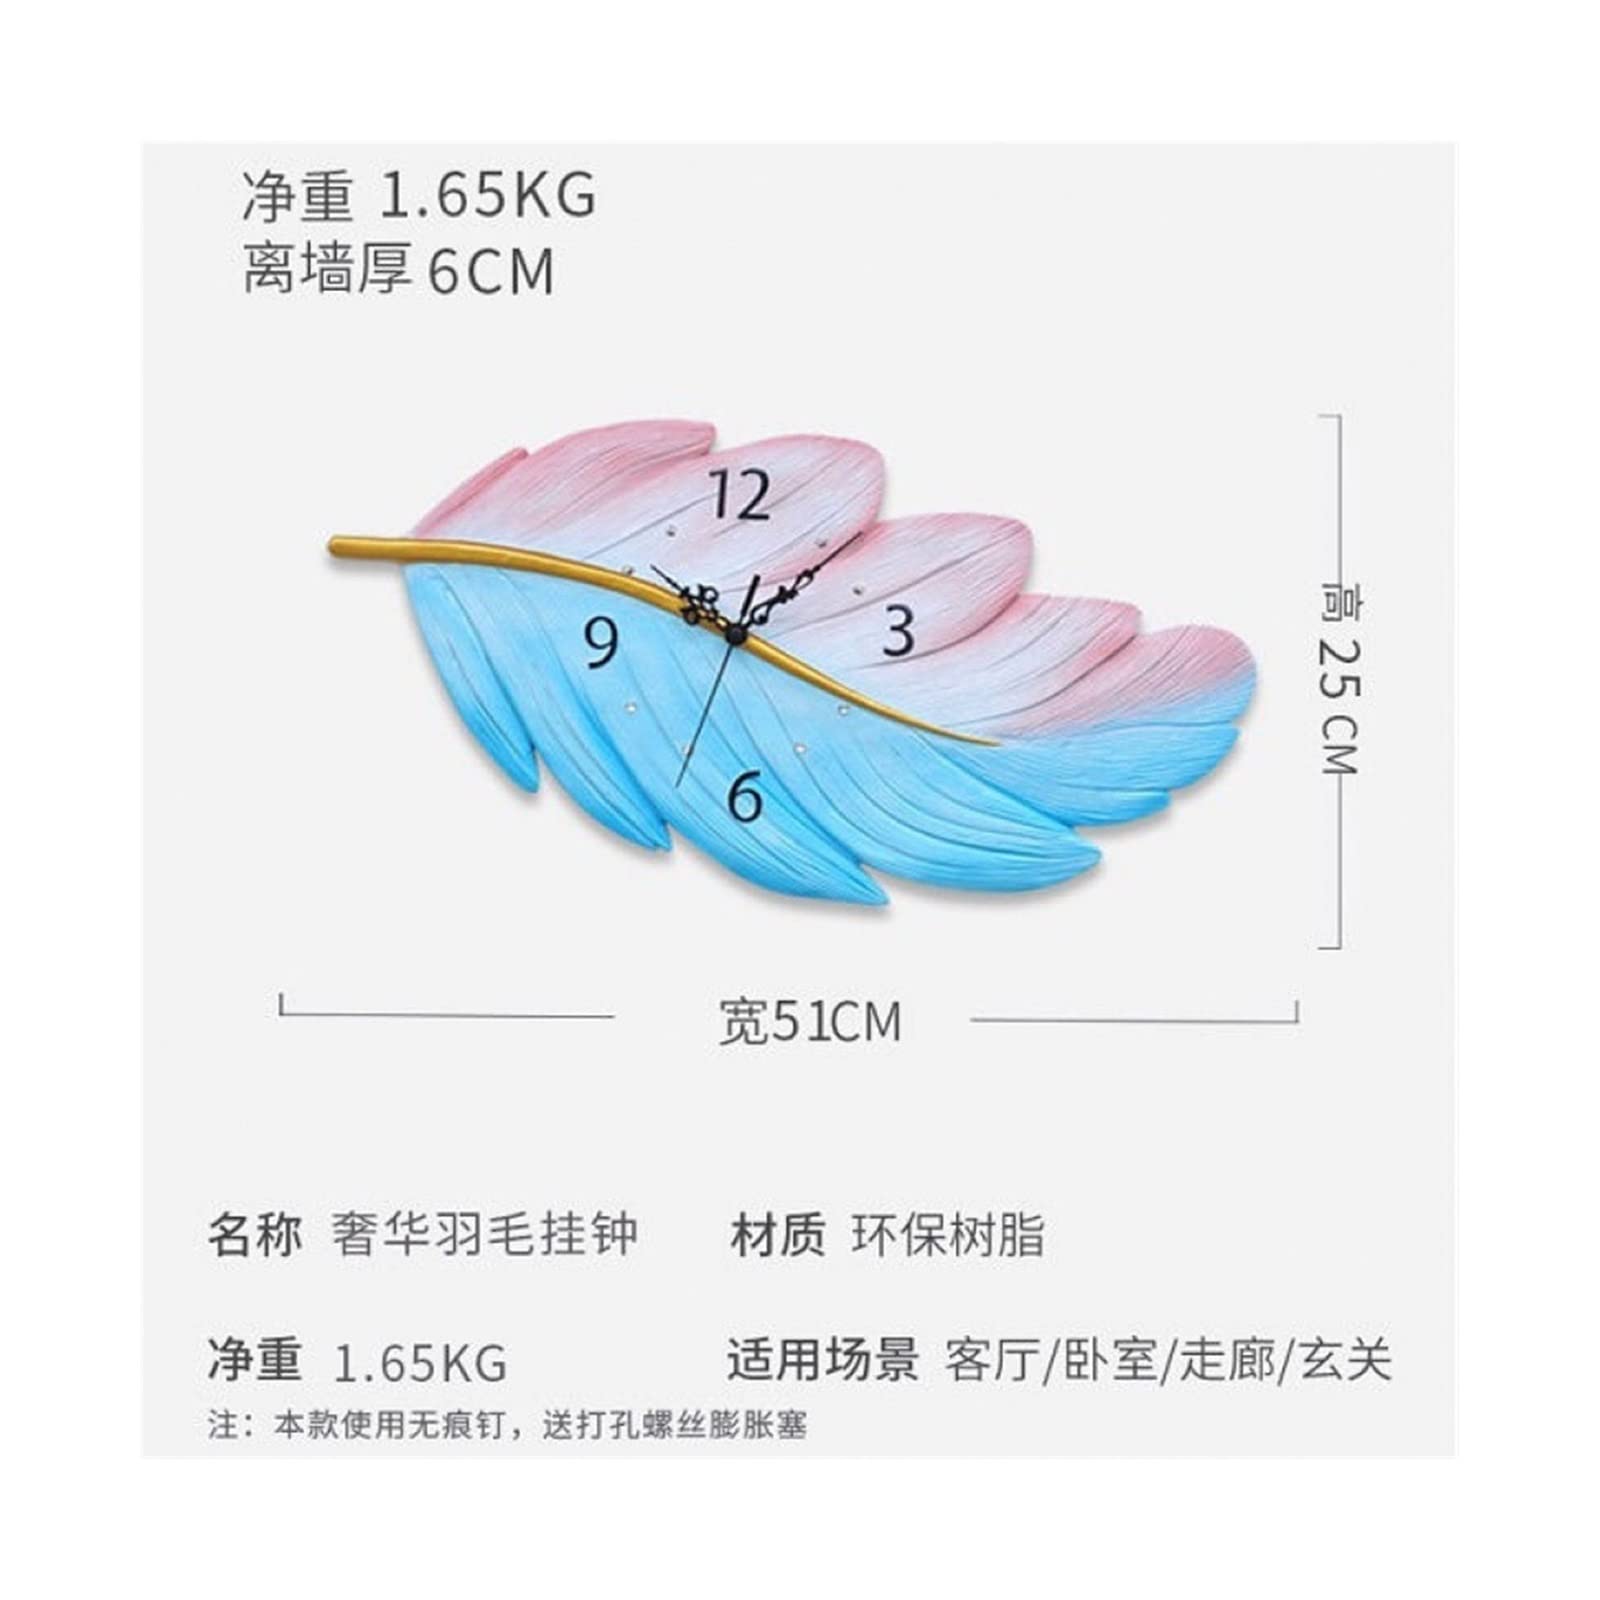 净重 1.65KG
离墙厚 6CM
12
9
3
6
高 25 CM
宽51CM
名称 奢华羽毛挂钟 材质 环保树脂
净重 1.65KG 适用场景 客厅/卧室/走廊/玄关
注：本款使用无痕钉，送打孔螺丝膨胀塞